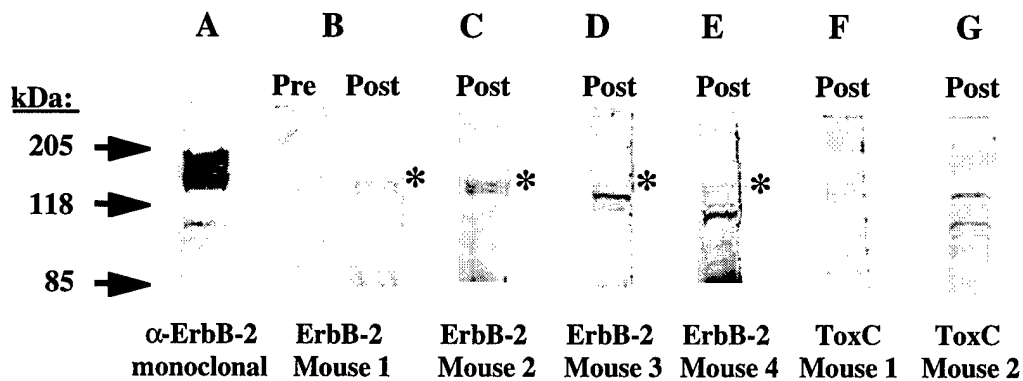 A B C D E F G
Pre Post Post Post Post Post Post
kDa:
205
* * * *
118
85
α-ErbB-2 ErbB-2 ErbB-2 ErbB-2 ErbB-2 ToxC ToxC
monoclonal Mouse 1 Mouse 2 Mouse 3 Mouse 4 Mouse 1 Mouse 2